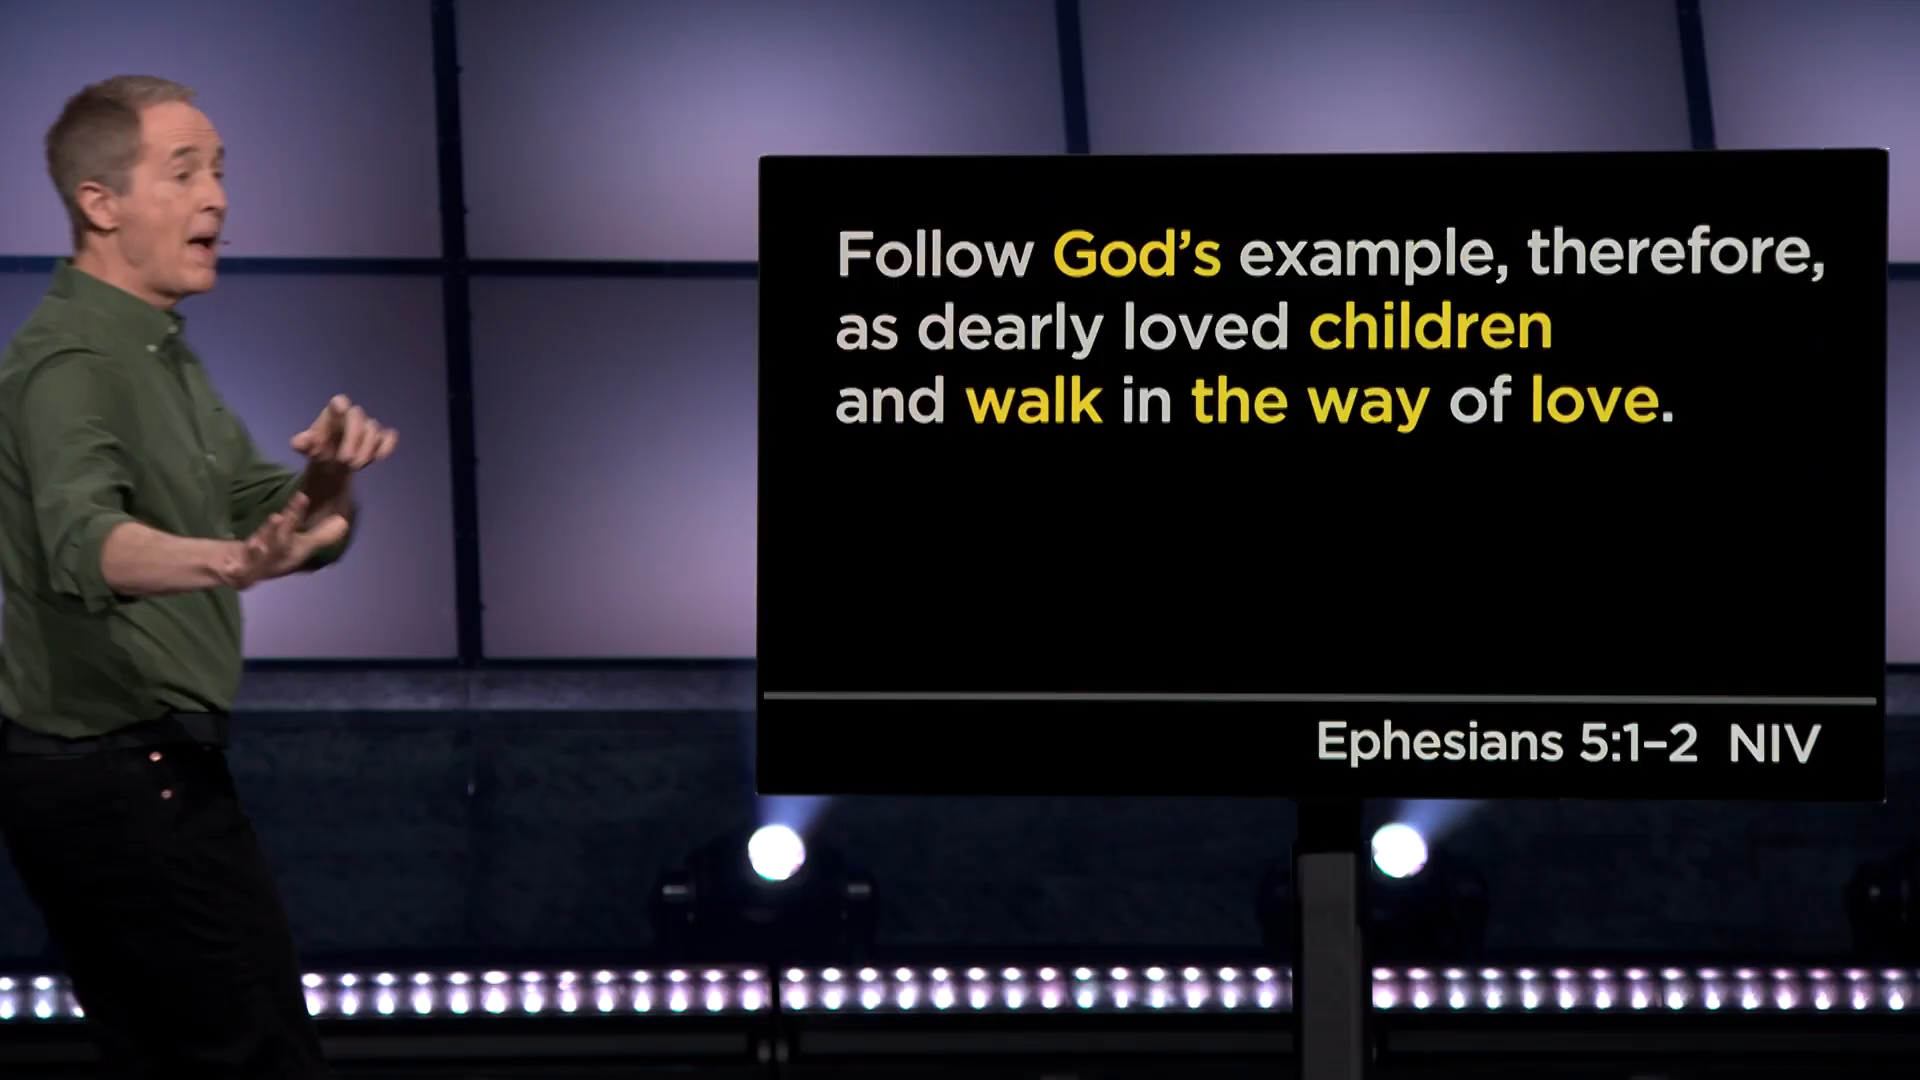 Follow God’s example, therefore,
as dearly loved children
and walk in the way of love.
Ephesians 5:1–2 NIV